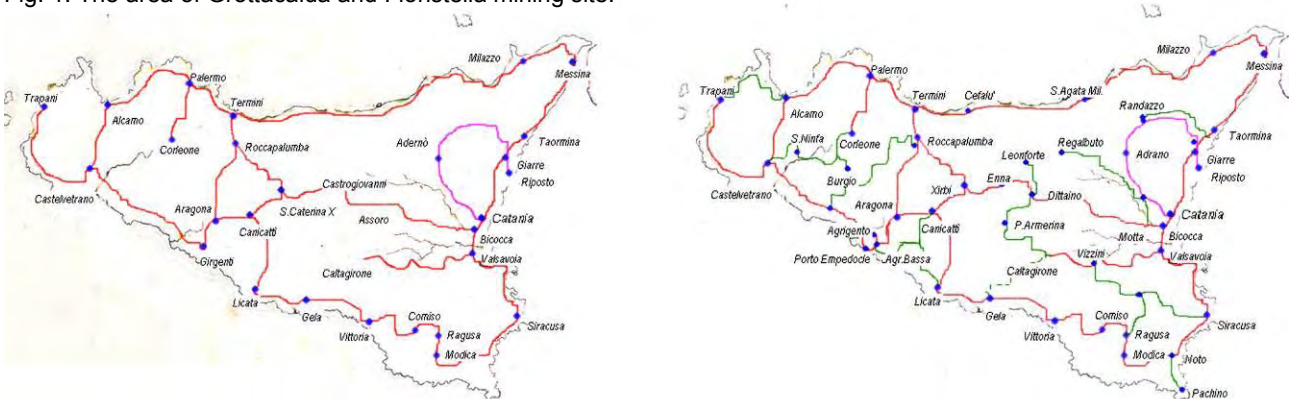 Fig. 1. The area of Grottacalda and Floristella mining site.
Milazzo
Messina
Palermo
Trapani
Termini
Alcamo
Taormina
Corleone
Adernò
Roccapalumba
Giarre
Riposto
Castelvetrano
Castrogiovanni
S.Caterina X
Aragona
Assoro
Catania
Canicatti
Bicocca
Girgenti
Valsavoia
Caltagirone
Licata
Gela
Comiso
Siracusa
Vittoria
Ragusa
Modica
Milazzo
Messina
Palermo
Trapani
Termini
Cefalu'
S.Agata Mil.
Randazzo
Alcamo
Taormina
S.Ninfa
Corleone
Roccapalumba
Regalbuto
Adrano
Leonforte
Giarre
Riposto
Burgio
Castelvetrano
Xirbi
Enna
Dittaino
Aragona
Catania
P.Armerina
Agrigento
Canicatti
Motta
Bicocca
Porto Empedocle
Agr.Bassa
Vizzini
Valsavoia
Caltagirone
Licata
Gela
Comiso
Siracusa
Vittoria
Ragusa
Modica
Noto
Pachino